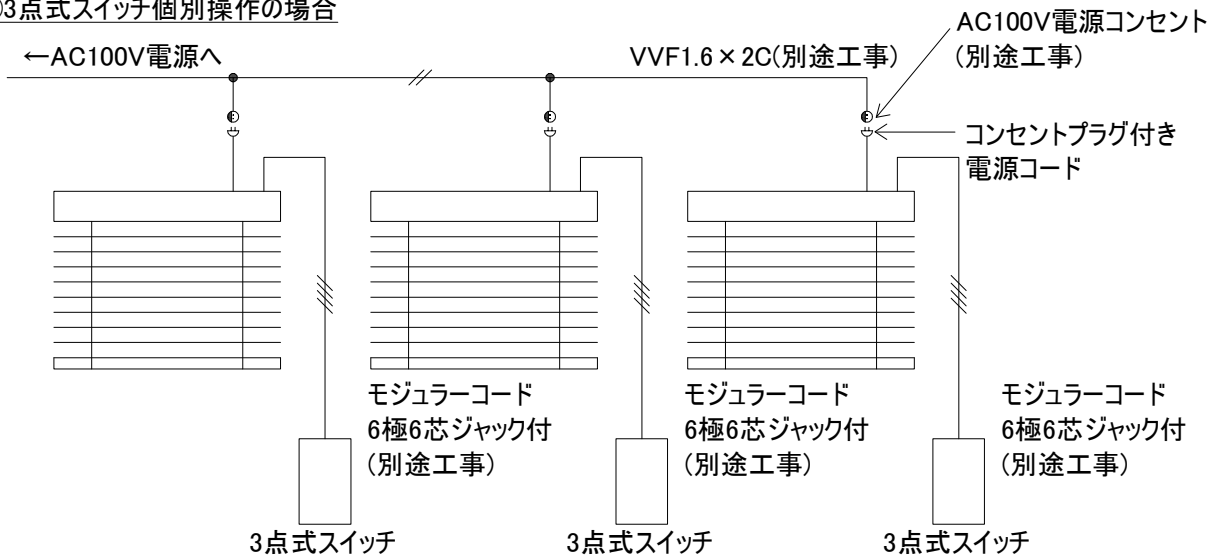 3点式スイッチ個別操作の場合
AC100V電源コンセント
(別途工事)
←AC100V電源へ
VVF1.6×2C(別途工事)
コンセントプラグ付き
電源コード
モジュラーコード
6極6芯ジャック付
(別途工事)
モジュラーコード
6極6芯ジャック付
(別途工事)
モジュラーコード
6極6芯ジャック付
(別途工事)
3点式スイッチ
3点式スイッチ
3点式スイッチ